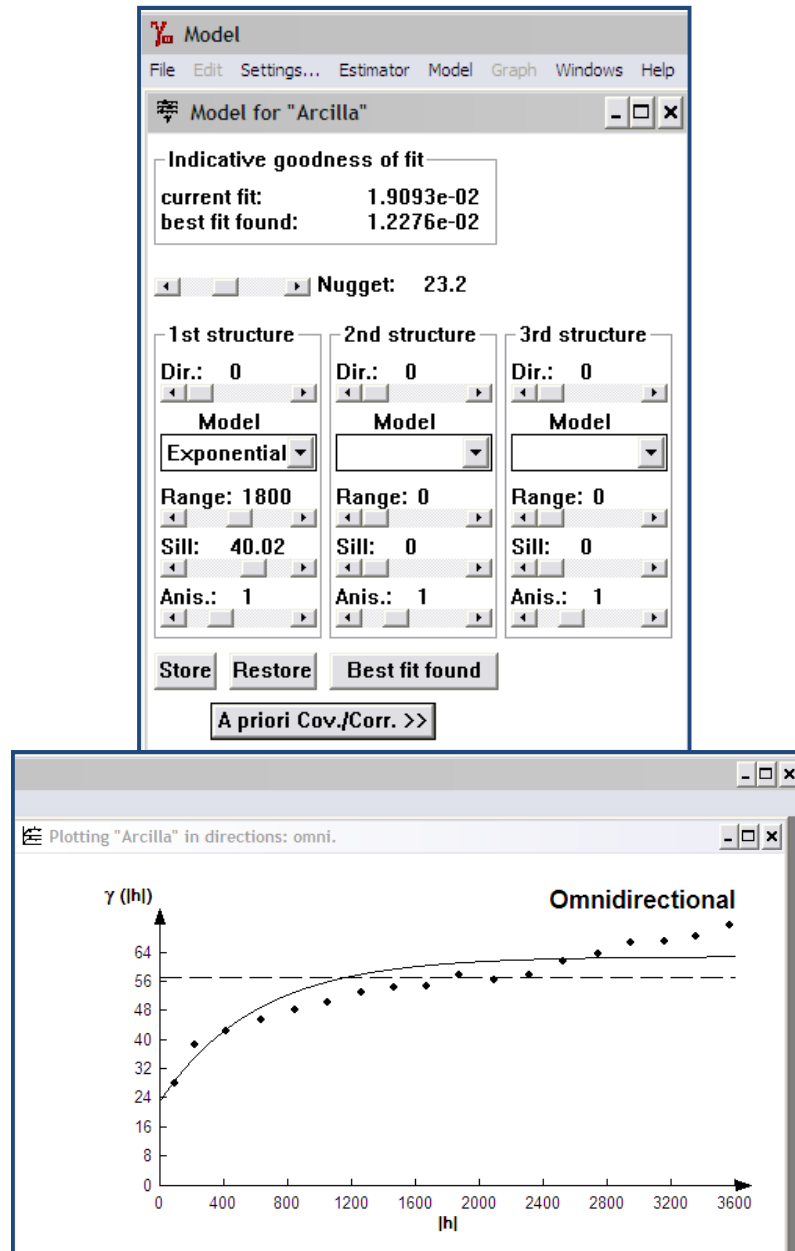 Model
File Edit Settings... Estimator Model Graph Windows Help
Model for "Arcilla"
Indicative goodness of fit
current fit: 1.9093e-02
best fit found: 1.2276e-02
Nugget: 23.2
1st structure 2nd structure 3rd structure
Dir.: 0 Dir.: 0 Dir.: 0
Model Model Model
Exponential
Range: 1800 Range: 0 Range: 0
Sill: 40.02 Sill: 0 Sill: 0
Anis.: 1 Anis.: 1 Anis.: 1
Store Restore Best fit found
A priori Cov./Corr. >>
Plotting "Arcilla" in directions: omni.
γ (|h|)
Omnidirectional
64
56
48
40
32
24
16
8
0
0 400 800 1200 1600 2000 2400 2800 3200 3600
|h|